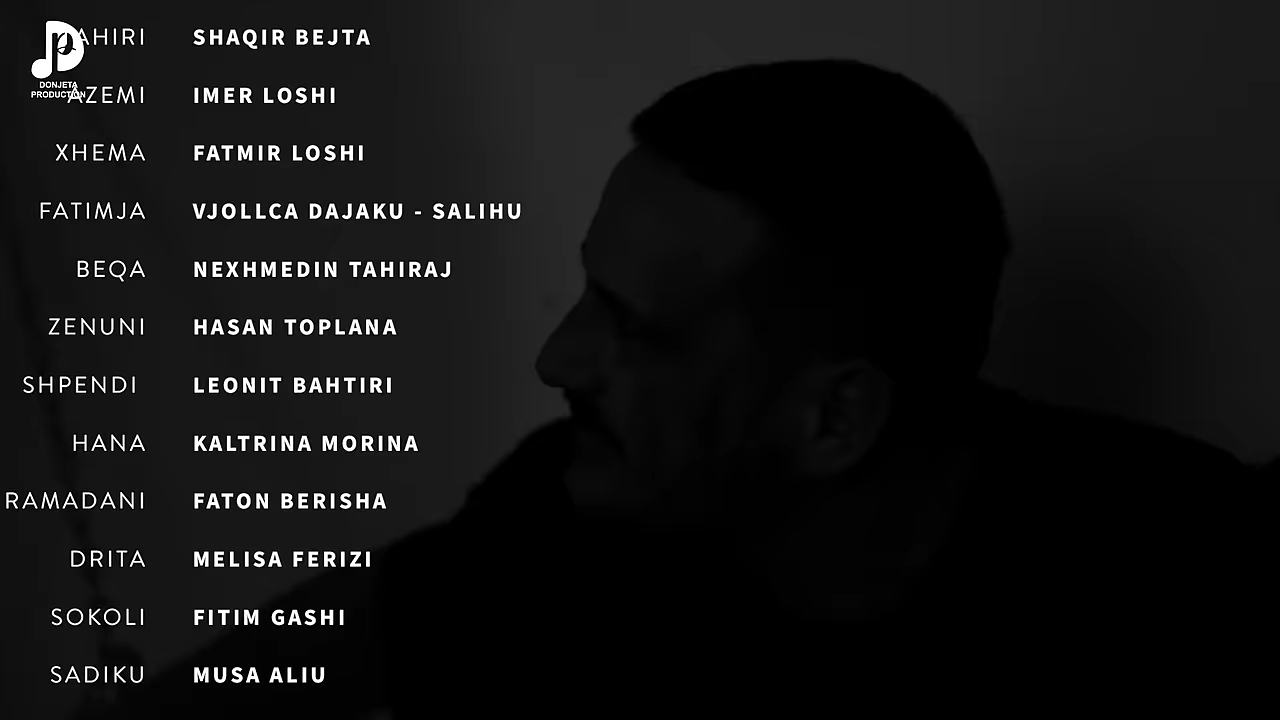 SHAQIR BEJTA
DONJETA
PRODUCTION
AZEMI IMER LOSHI
XHEMA FATMIR LOSHI
FATIMJA VJOLLCA DAJAKU - SALIHU
BEQA NEXHMEDIN TAHIRAJ
ZENUNI HASAN TOPLANA
SHPENDI LEONIT BAHTIRI
HANA KALTRINA MORINA
RAMADANI FATON BERISHA
DRITA MELISA FERIZI
SOKOLI FITIM GASHI
SADIKU MUSA ALIU